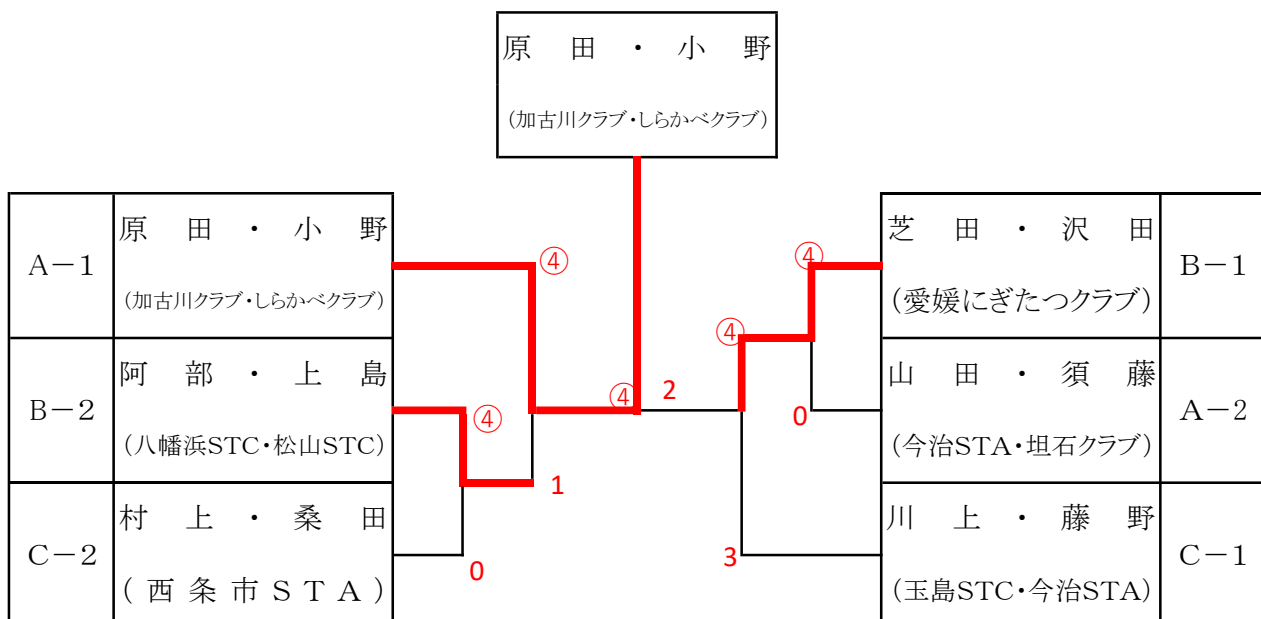 原田・小野
(加古川クラブ・しらかべクラブ)
A-1
原田・小野
(加古川クラブ・しらかべクラブ)
B-2
阿部・上島
(八幡浜STC・松山STC)
C-2
村上・桑田
(西条市STA)
④
④
1
0
④
2
④
④
0
3
芝田・沢田
(愛媛にぎたつクラブ)
B-1
山田・須藤
(今治STA・坦石クラブ)
A-2
川上・藤野
(玉島STC・今治STA)
C-1